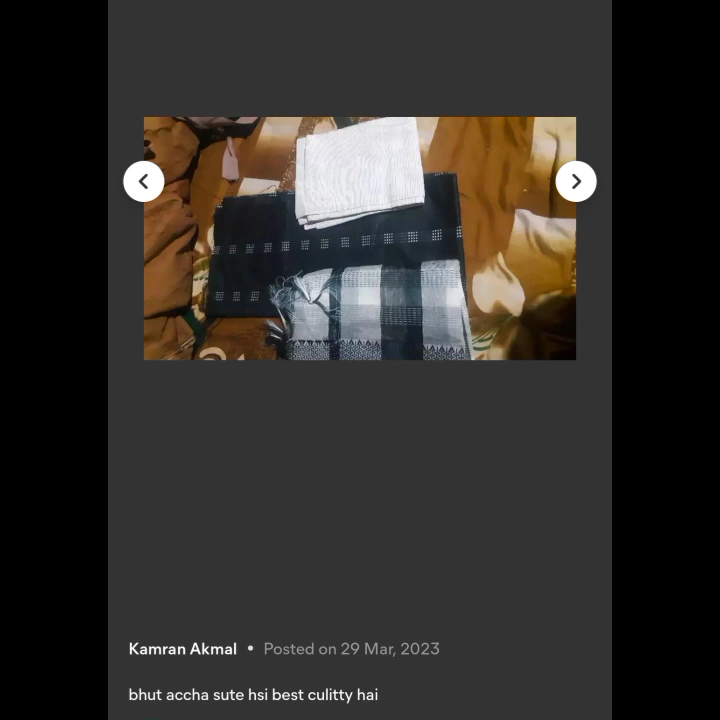 Kamran Akmal • Posted on 29 Mar, 2023
bhut accha sute hsi best culitty hai